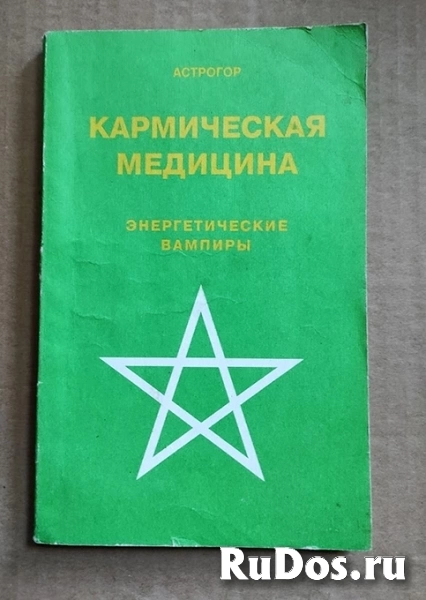 АСТРОГОР
КАРМИЧЕСКАЯ
МЕДИЦИНА
ЭНЕРГЕТИЧЕСКИЕ
ВАМПИРЫ
RuDos.ru